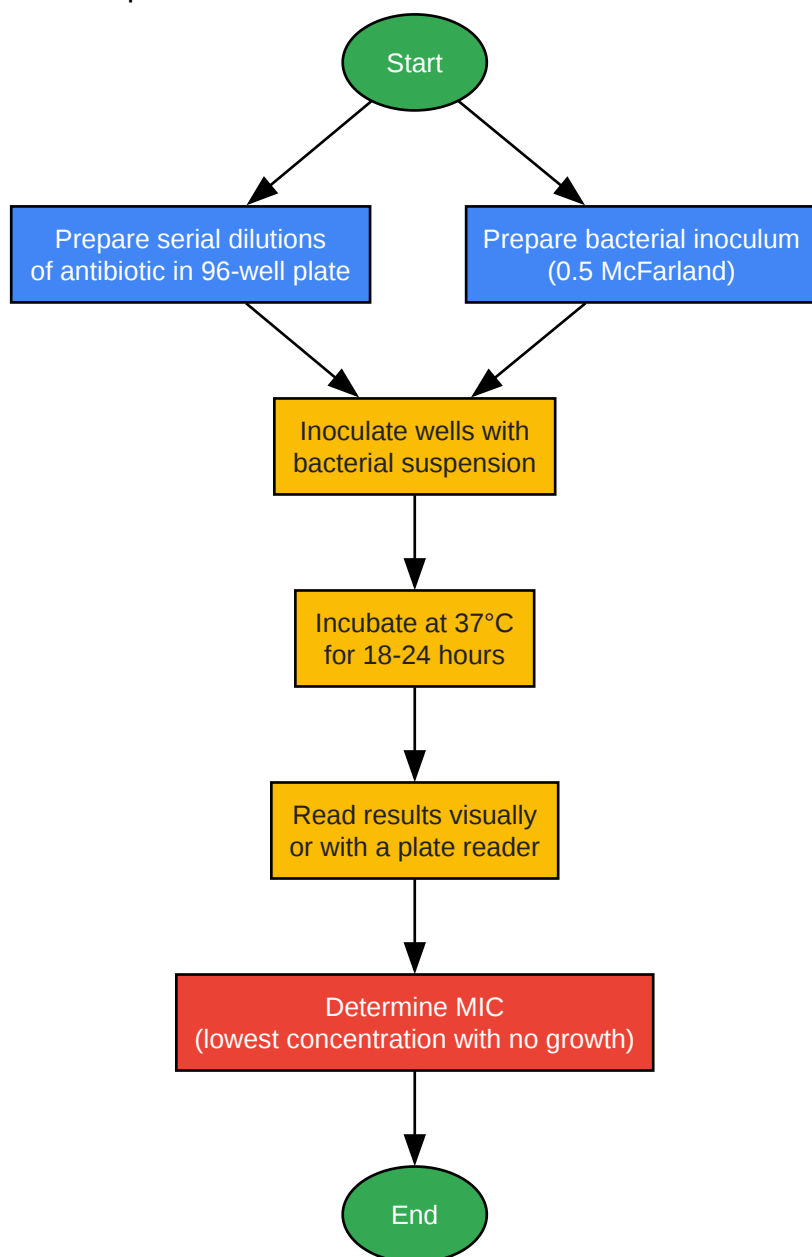 Start
Prepare serial dilutions
of antibiotic in 96-well plate
Prepare bacterial inoculum
(0.5 McFarland)
Inoculate wells with
bacterial suspension
Incubate at 37°C
for 18-24 hours
Read results visually
or with a plate reader
Determine MIC
(lowest concentration with no growth)
End